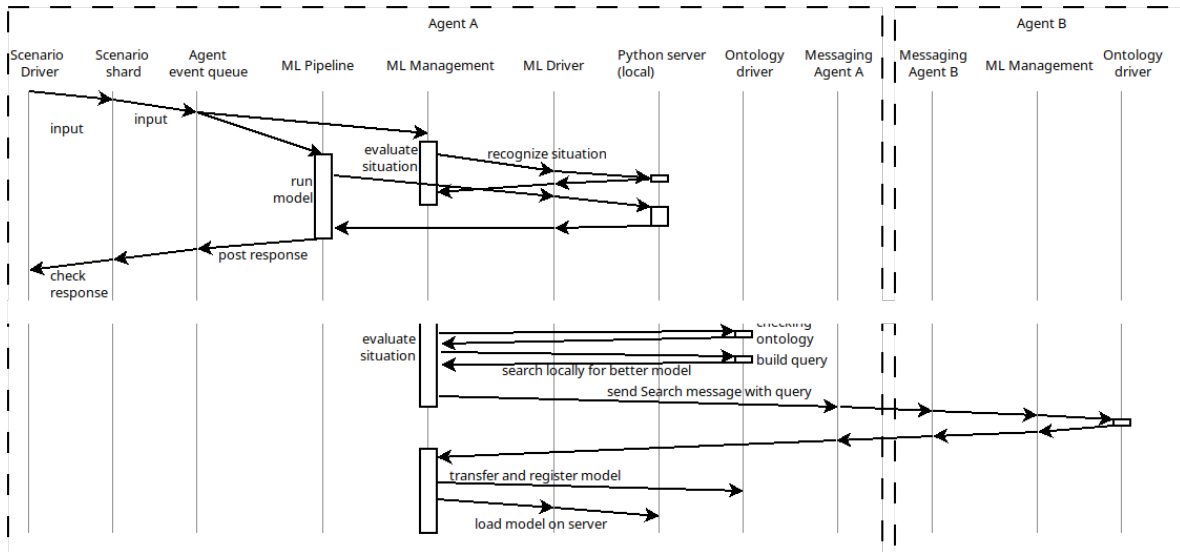 Agent A
Agent B
Scenario
Driver
Scenario
shard
Agent
event queue
ML Pipeline
ML Management
ML Driver
Python server
(local)
Ontology
driver
Messaging
Agent A
Messaging
Agent B
ML Management
Ontology
driver
input
input
evaluate
situation
recognize situation
run
model
post response
check
response
evaluate
situation
checking
ontology
build query
search locally for better model
send Search message with query
transfer and register model
load model on server